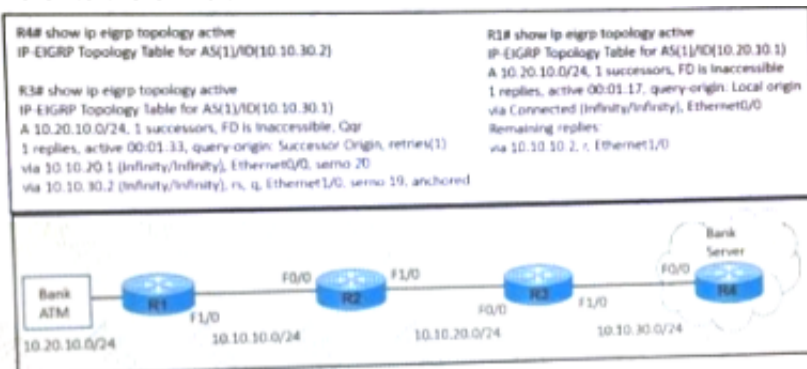 R4# show ip eigrp topology active
IP-EIGRP Topology Table for AS(1)/ID(10.10.30.2)
R3# show ip eigrp topology active
IP-EIGRP Topology Table for AS(1)/ID(10.10.30.1)
A 10.20.10.0/24, 1 successors, FD is Inaccessible, Qqr
1 replies, active 00:01:33, query-origin: Successor Origin, retries(1)
via 10.10.20.1 (Infinity/Infinity), Ethernet0/0, serno 20
via 10.10.30.2 (Infinity/Infinity), rs, q, Ethernet1/0, serno 19, anchored
R1# show ip eigrp topology active
IP-EIGRP Topology Table for AS(1)/ID(10.20.10.1)
A 10.20.10.0/24, 1 successors, FD is Inaccessible
1 replies, active 00:01:17, query-origin: Local origin
via Connected (Infinity/Infinity), Ethernet0/0
Remaining replies:
via 10.10.10.2, r, Ethernet1/0
Bank
Server
Bank
ATM
R1
F0/0
R2
F1/0
R3
F0/0
R4
F1/0
F0/0
F1/0
10.20.10.0/24
10.10.10.0/24
10.10.20.0/24
10.10.30.0/24